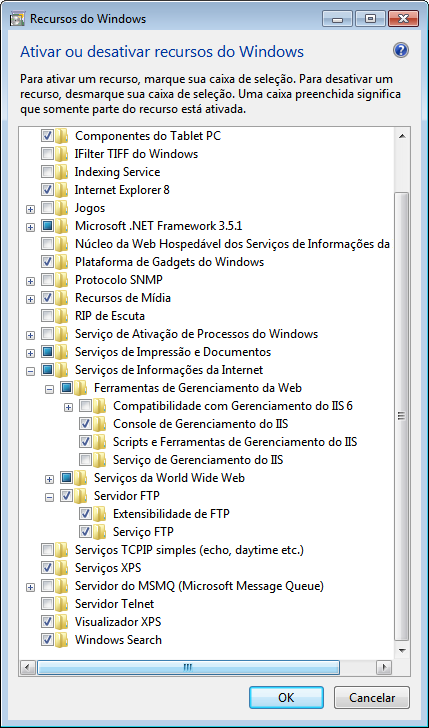 Recursos do Windows
Ativar ou desativar recursos do Windows
Para ativar um recurso, marque sua caixa de seleção. Para desativar um
recurso, desmarque sua caixa de seleção. Uma caixa preenchida significa
que somente parte do recurso está ativada.
Componentes do Tablet PC
IFilter TIFF do Windows
Indexing Service
Internet Explorer 8
Jogos
Microsoft .NET Framework 3.5.1
Núcleo da Web Hospedável dos Serviços de Informações da
Plataforma de Gadgets do Windows
Protocolo SNMP
Recursos de Mídia
RIP de Escuta
Serviço de Ativação de Processos do Windows
Serviços de Impressão e Documentos
Serviços de Informações da Internet
Ferramentas de Gerenciamento da Web
Compatibilidade com Gerenciamento do IIS 6
Console de Gerenciamento do IIS
Scripts e Ferramentas de Gerenciamento do IIS
Serviço de Gerenciamento do IIS
Serviços da World Wide Web
Servidor FTP
Extensibilidade de FTP
Serviço FTP
Serviços TCPIP simples (echo, daytime etc.)
Serviços XPS
Servidor do MSMQ (Microsoft Message Queue)
Servidor Telnet
Visualizador XPS
Windows Search
OK
Cancelar